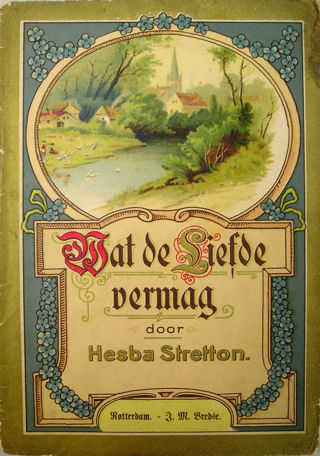 Wat de Liefde
vermag
door
Hesba Stretton.
Rotterdam. - J. M. Bredée.